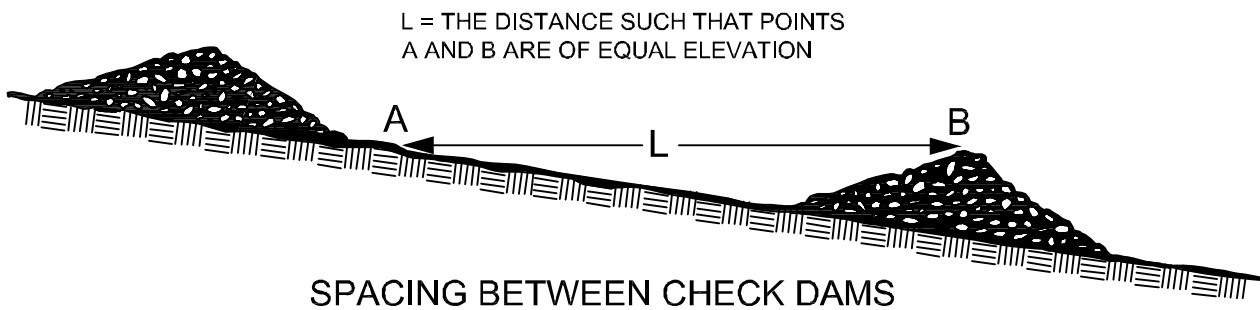 L = THE DISTANCE SUCH THAT POINTS
A AND B ARE OF EQUAL ELEVATION
A
L
B
SPACING BETWEEN CHECK DAMS